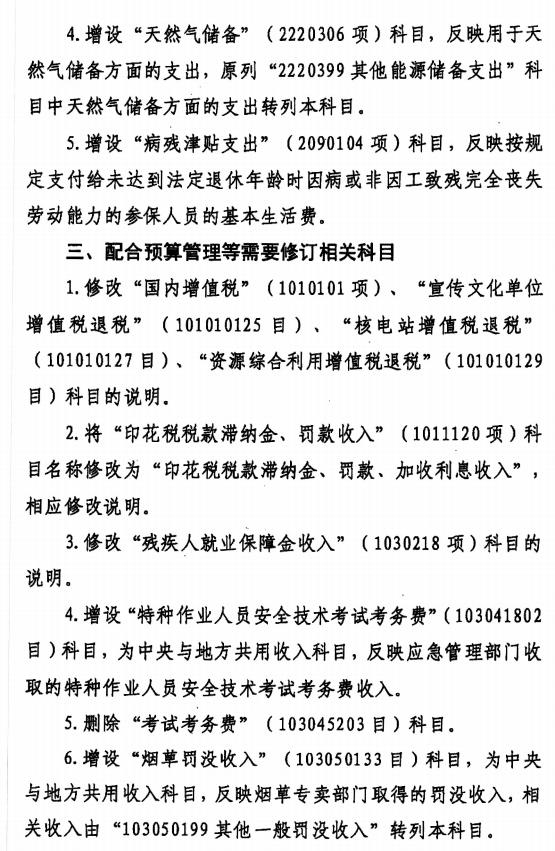 4.增设“天然气储备”(2220306 项)科目,反映用于天
然气储备方面的支出,原列“2220399 其他能源储备支出”科
目中天然气储备方面的支出转列本科目。
5.增设“病残津贴支出”(2090104 项)科目,反映按规
定支付给未达到法定退休年龄时因病或非因工致残完全丧失
劳动能力的参保人员的基本生活费。
三、配合预算管理等需要修订相关科目
1.修改“国内增值税”(1010101 项)、“宣传文化单位
增值税退税”(101010125 目)、“核电站增值税退税”
(101010127 目)、“资源综合利用增值税退税”(101010129
目)科目的说明。
2.将“印花税税款滞纳金、罚款收入”(1011120 项)科
目名称修改为“印花税税款滞纳金、罚款、加收利息收入”,
相应修改说明。
3.修改“残疾人就业保障金收入”(1030218 项)科目的
说明。
4.增设“特种作业人员安全技术考试考务费”(103041802
目)科目,为中央与地方共用收入科目,反映应急管理部门收
取的特种作业人员安全技术考试考务费收入。
5.删除“考试考务费”(103045203 目)科目。
6.增设“烟草罚没收入”(103050133 目)科目,为中央
与地方共用收入科目,反映烟草专卖部门取得的罚没收入,相
关收入由“103050199 其他一般罚没收入”转列本科目。